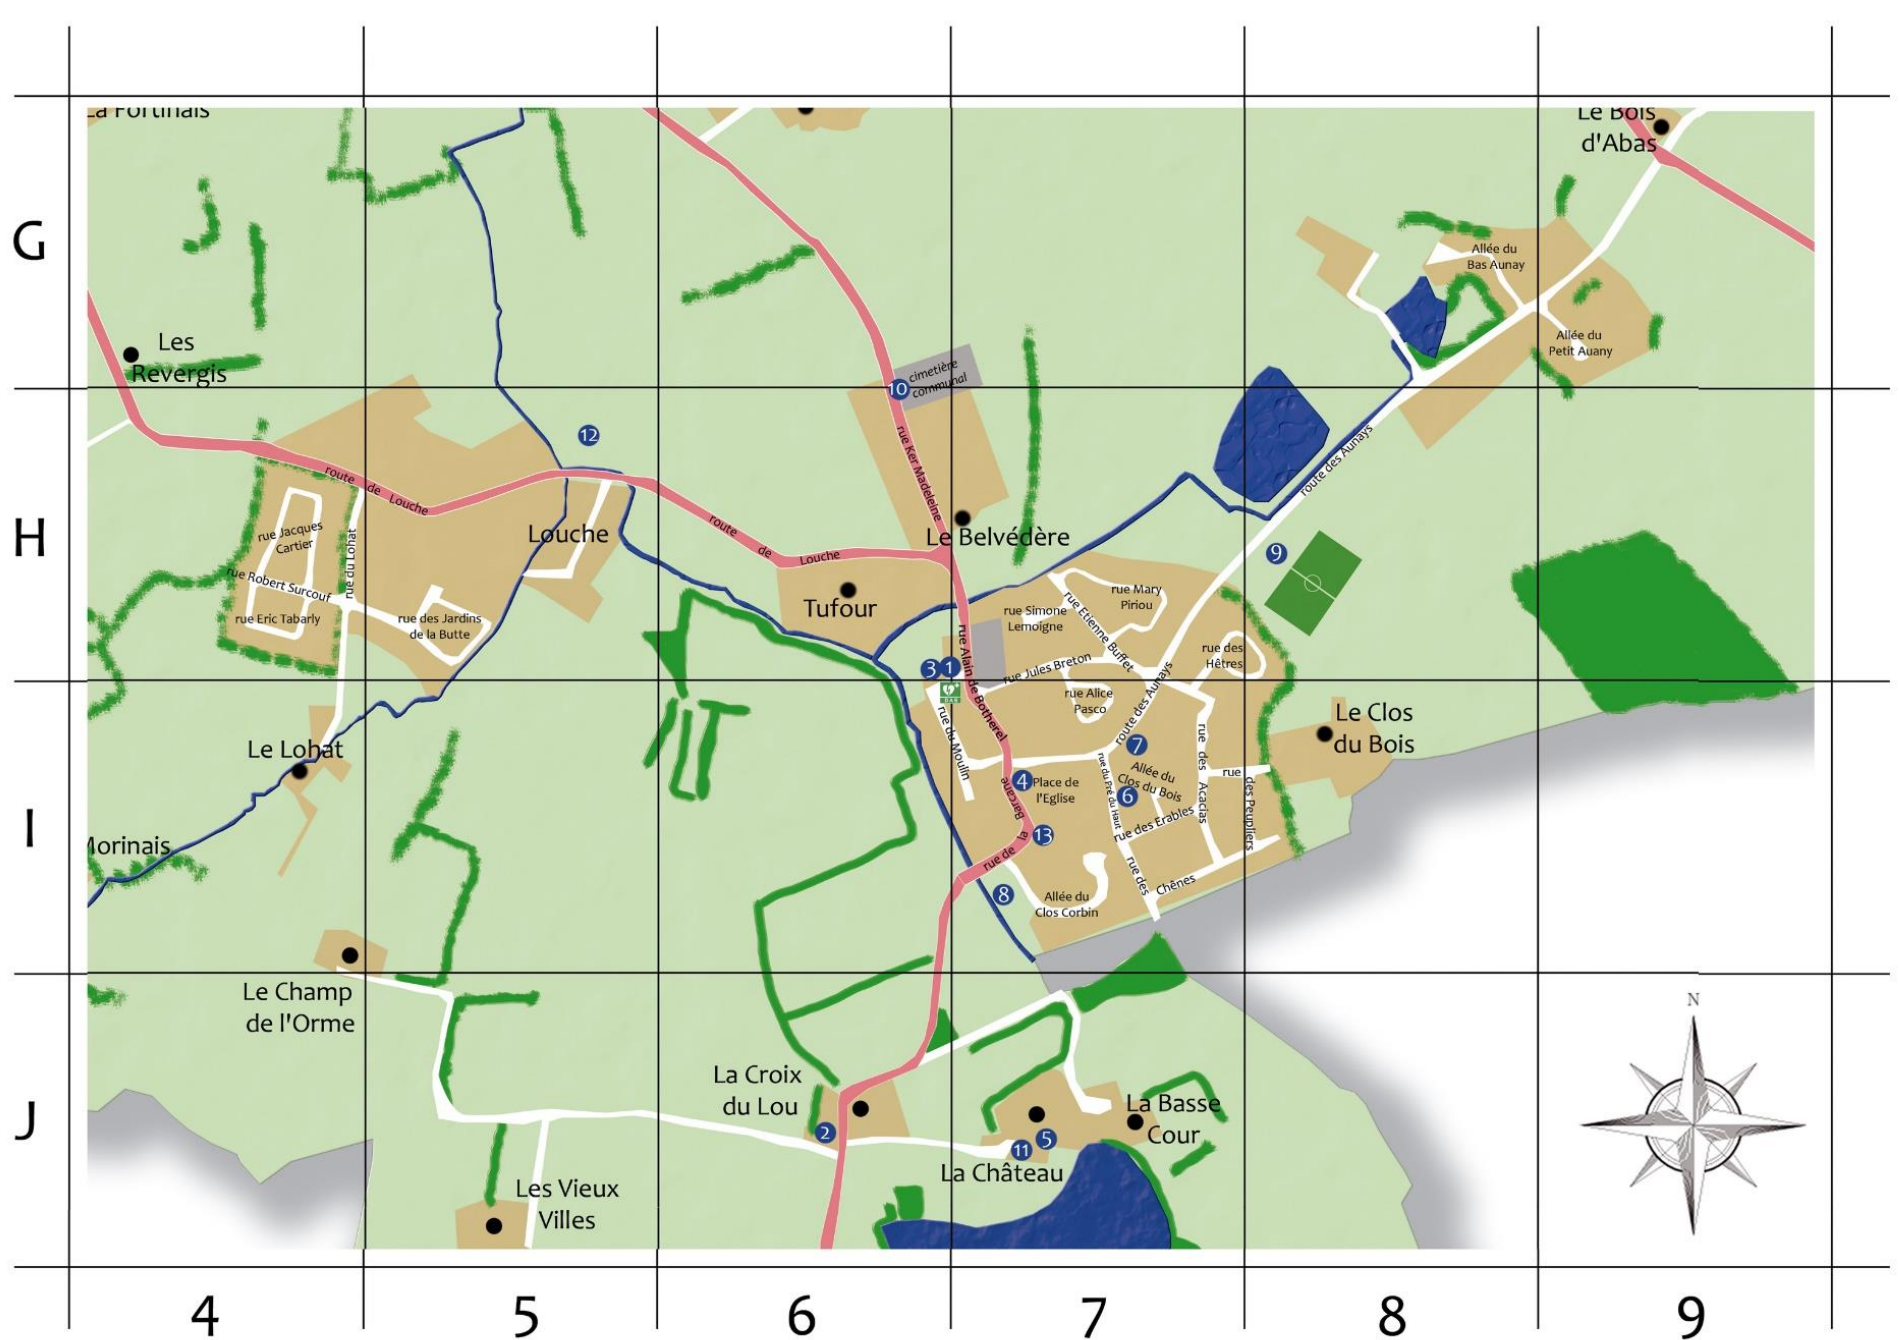 La Fortinais
Le Bois
d'Abas
G
Allée du
Bas Aunay
Allée du
Petit Auany
Les
Revergis
cimetière
communal
10
12
rue Ker Madeleine
route des Aunays
route de Louche
H
rue Jacques
Cartier
rue du Lohat
Louche
route de Louche
Le Belvédère
9
rue Robert Surcouf
rue Eric Tabarly
rue des Jardins
de la Butte
Tufour
rue Simone
Lemoigne
rue Mary
Piriou
rue Etienne Buffet
rue Alain de Botherel
rue des
Hêtres
3
1
rue Jules Breton
rue Alice
Pasco
route des Aunays
rue du Moulin
Le Clos
du Bois
Le Lohat
7
4
Place de
l'Eglise
Allée du
Clos du Bois
6
rue du Pré du Haut
rue des Acacias
rue des Peupliers
I
rue des Erables
13
rue de la Barcane
Morinais
8
rue des Chênes
Allée du
Clos Corbin
Le Champ
de l'Orme
N
La Croix
du Lou
J
2
La Basse
Cour
5
11
La Château
Les Vieux
Villes
4
5
6
7
8
9